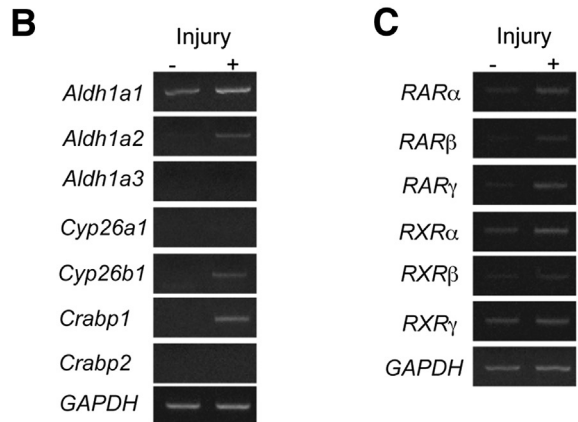 B
Injury
- +
Aldh1a1
Aldh1a2
Aldh1a3
Cyp26a1
Cyp26b1
Crabp1
Crabp2
GAPDH
C
Injury
- +
RARα
RARβ
RARγ
RXRα
RXRβ
RXRγ
GAPDH